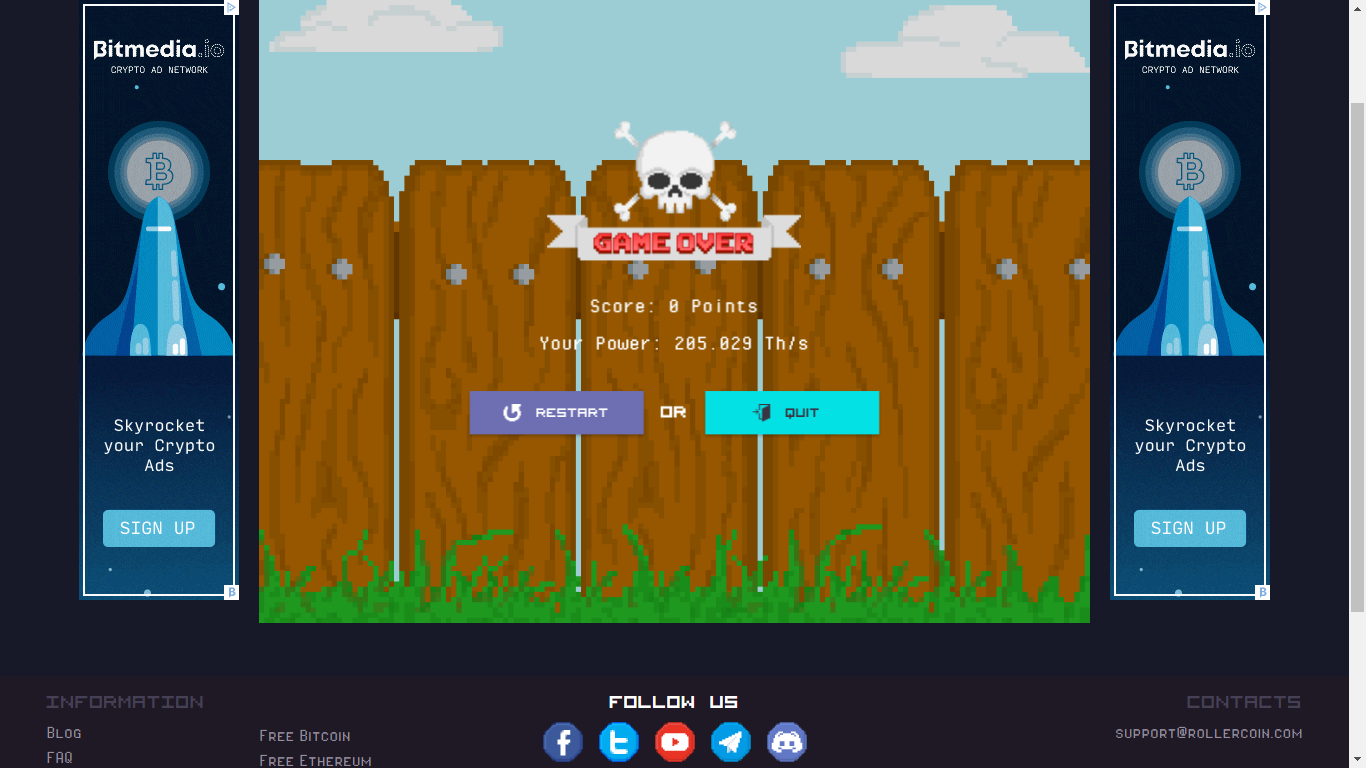 Bitmedia.io
CRYPTO AD NETWORK
Skyrocket
your Crypto
Ads
SIGN UP
GAME OVER
Score: 0 Points
Your Power: 205.029 Th/s
RESTART
OR
QUIT
Bitmedia.io
CRYPTO AD NETWORK
Skyrocket
your Crypto
Ads
SIGN UP
INFORMATION
Blog
FAQ
Free Bitcoin
Free Ethereum
FOLLOW US
CONTACTS
support@rollercoin.com